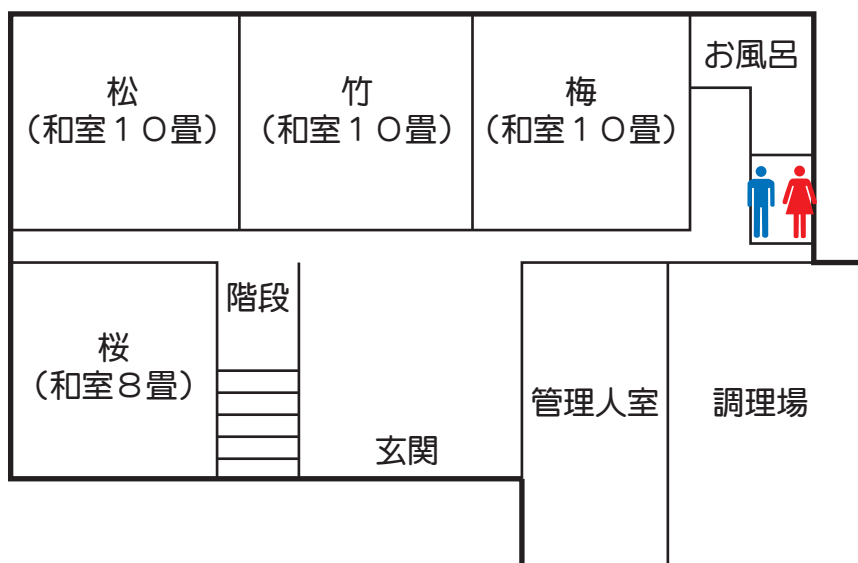 松
（和室１０畳）
竹
（和室１０畳）
梅
（和室１０畳）
お風呂
階段
桜
（和室８畳）
玄関
管理人室
調理場